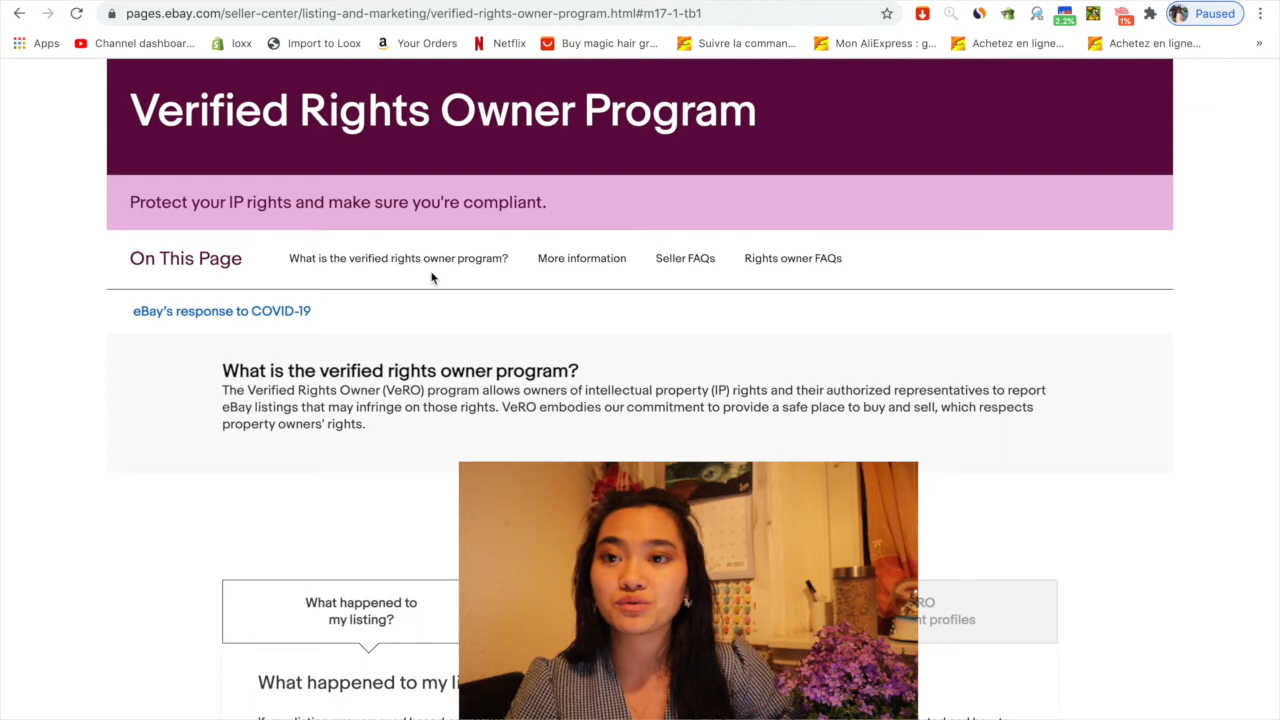 pages.ebay.com/seller-center/listing-and-marketing/verified-rights-owner-program.html#m17-1-tb1
2.2%
1%
Paused
Apps
Channel dashboar...
loxx
Import to Loox
Your Orders
Netflix
Buy magic hair gr...
Suivre la comman...
Mon AliExpress : g...
Achetez en ligne...
Achetez en ligne...
»
Verified Rights Owner Program
Protect your IP rights and make sure you're compliant.
On This Page
What is the verified rights owner program?
More information
Seller FAQs
Rights owner FAQs
eBay's response to COVID-19
What is the verified rights owner program?
The Verified Rights Owner (VeRO) program allows owners of intellectual property (IP) rights and their authorized representatives to report
eBay listings that may infringe on those rights. VeRO embodies our commitment to provide a safe place to buy and sell, which respects
property owners' rights.
What happened to
my listing?
RO
nt profiles
What happened to my li